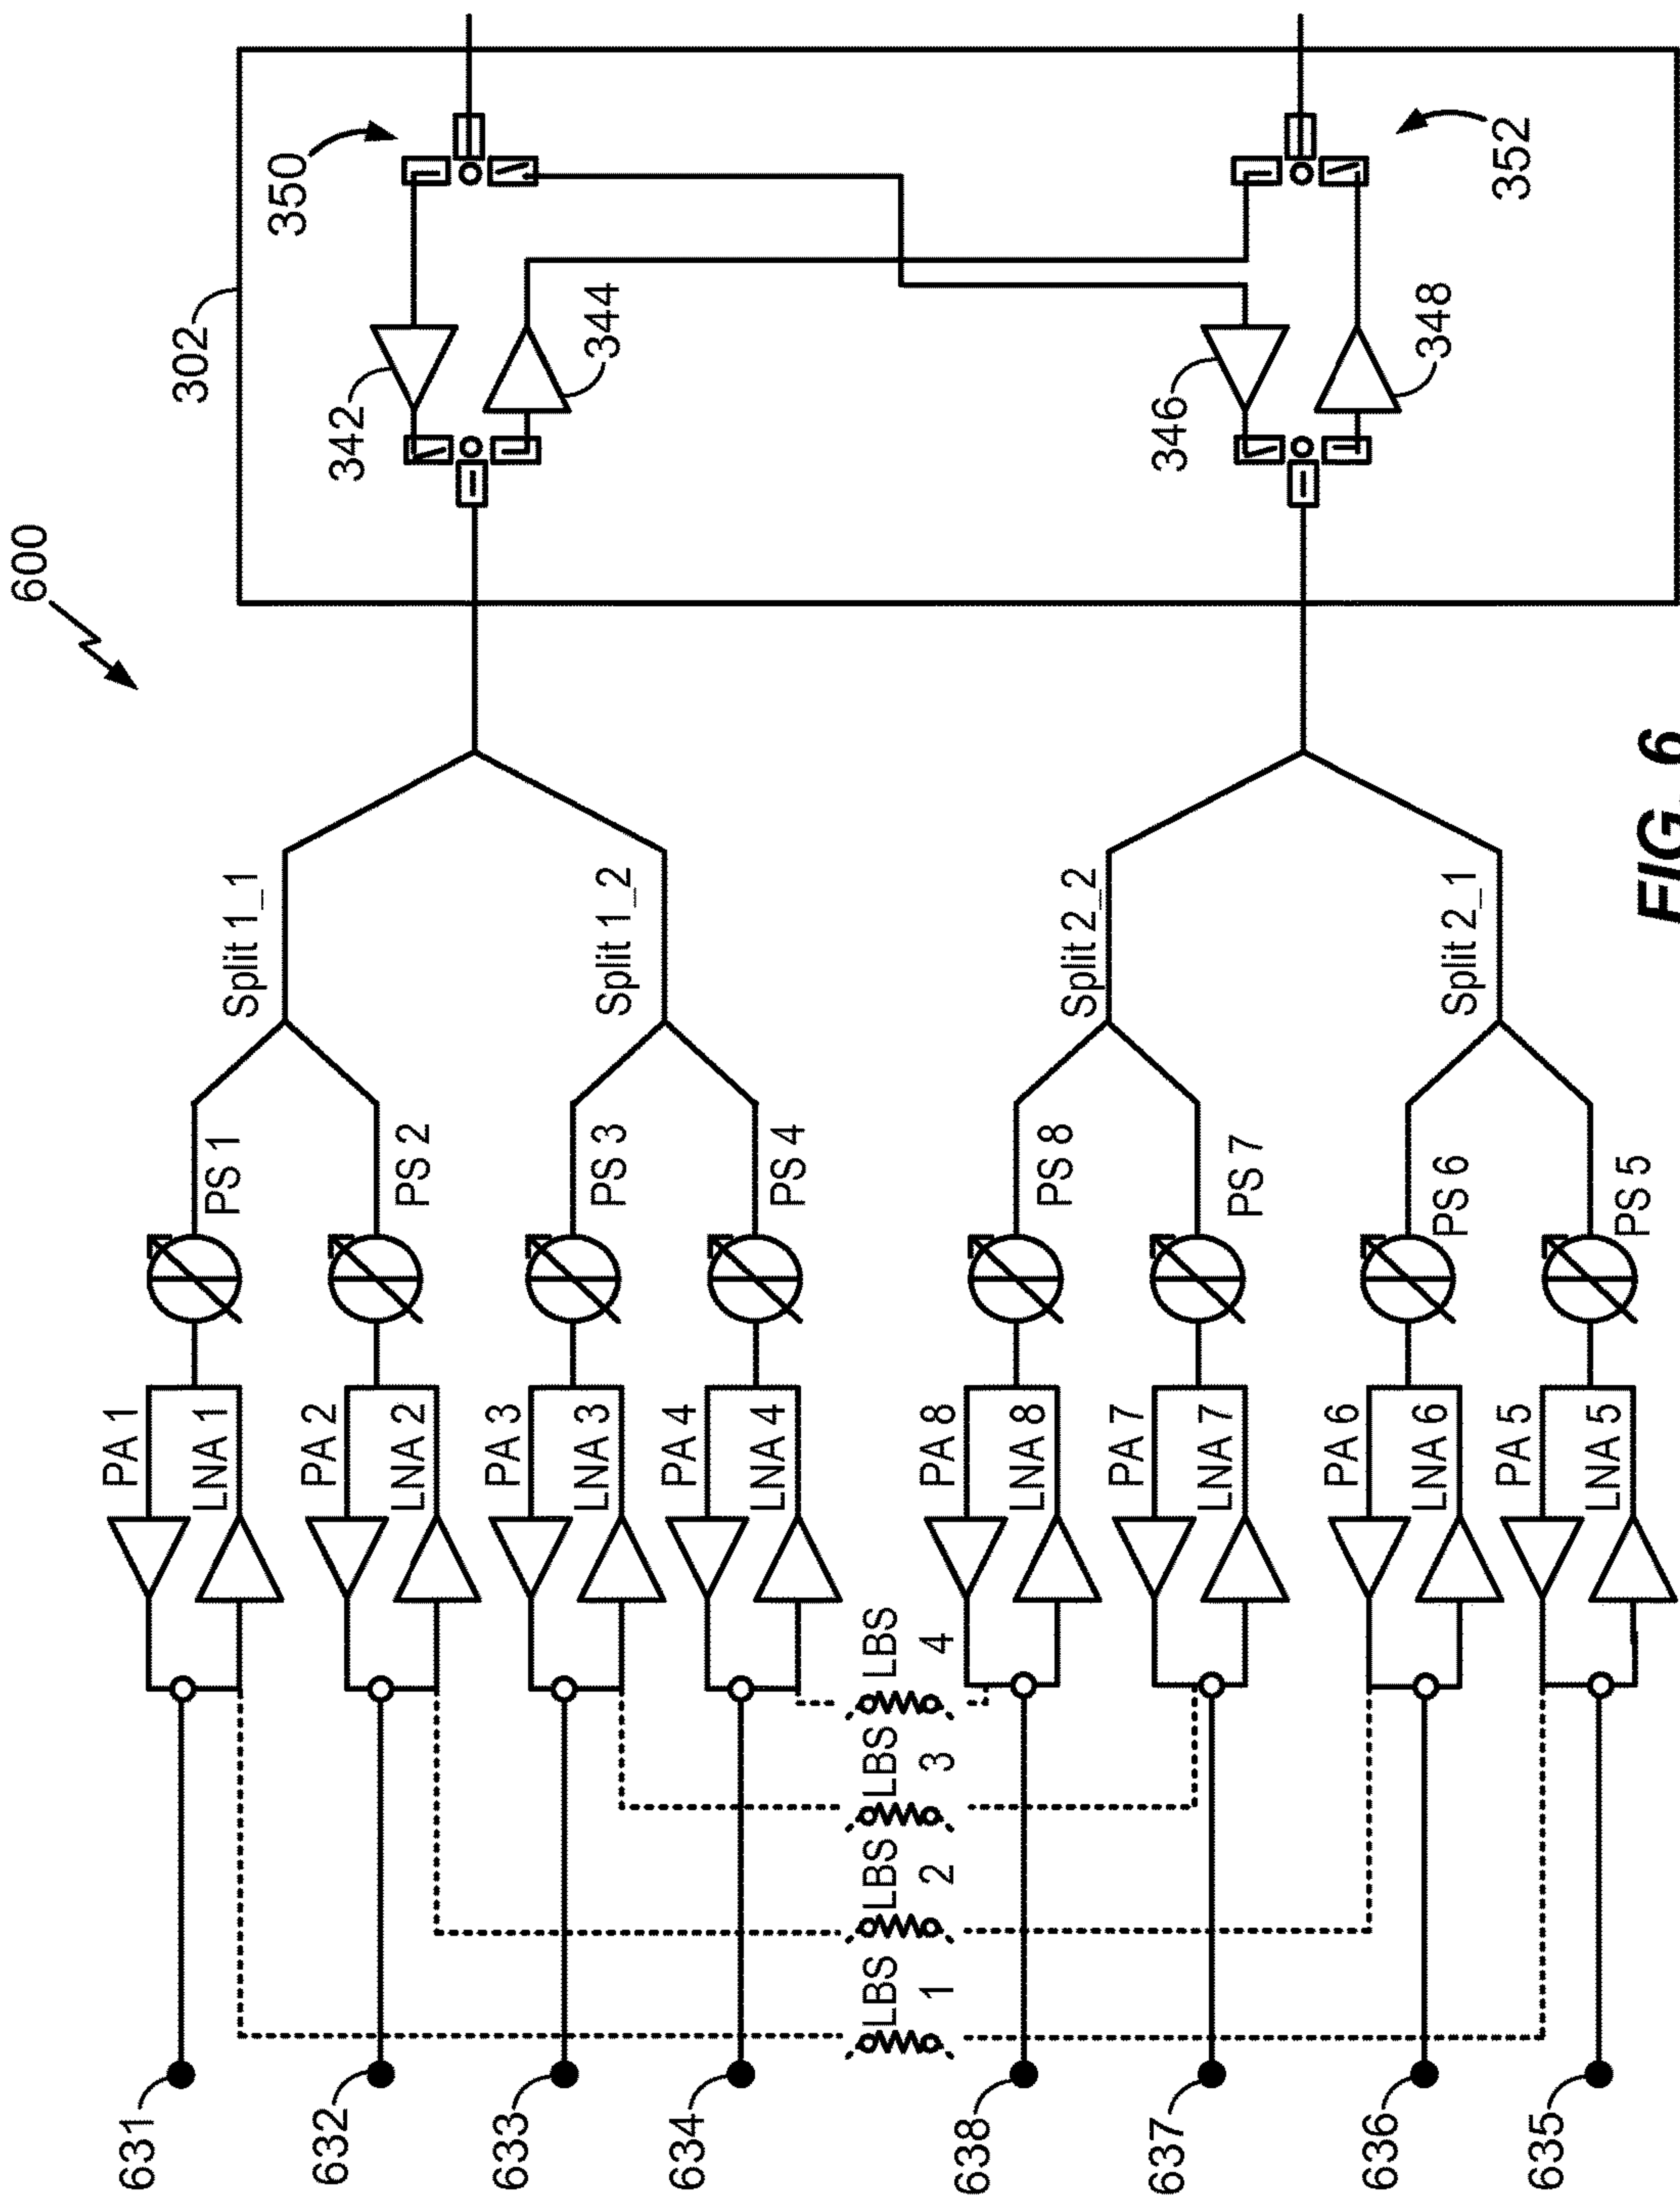 600
302
350
342
344
346
348
352
Split 1_1
Split 1_2
Split 2_2
Split 2_1
PS 1
PS 2
PS 3
PS 4
PS 8
PS 7
PS 6
PS 5
PA 1
LNA 1
PA 2
LNA 2
PA 3
LNA 3
PA 4
LNA 4
PA 8
LNA 8
PA 7
LNA 7
PA 6
LNA 6
PA 5
LNA 5
LBS
4
LBS
3
LBS
2
LBS
1
631
632
633
634
638
637
636
635
FIG. 6